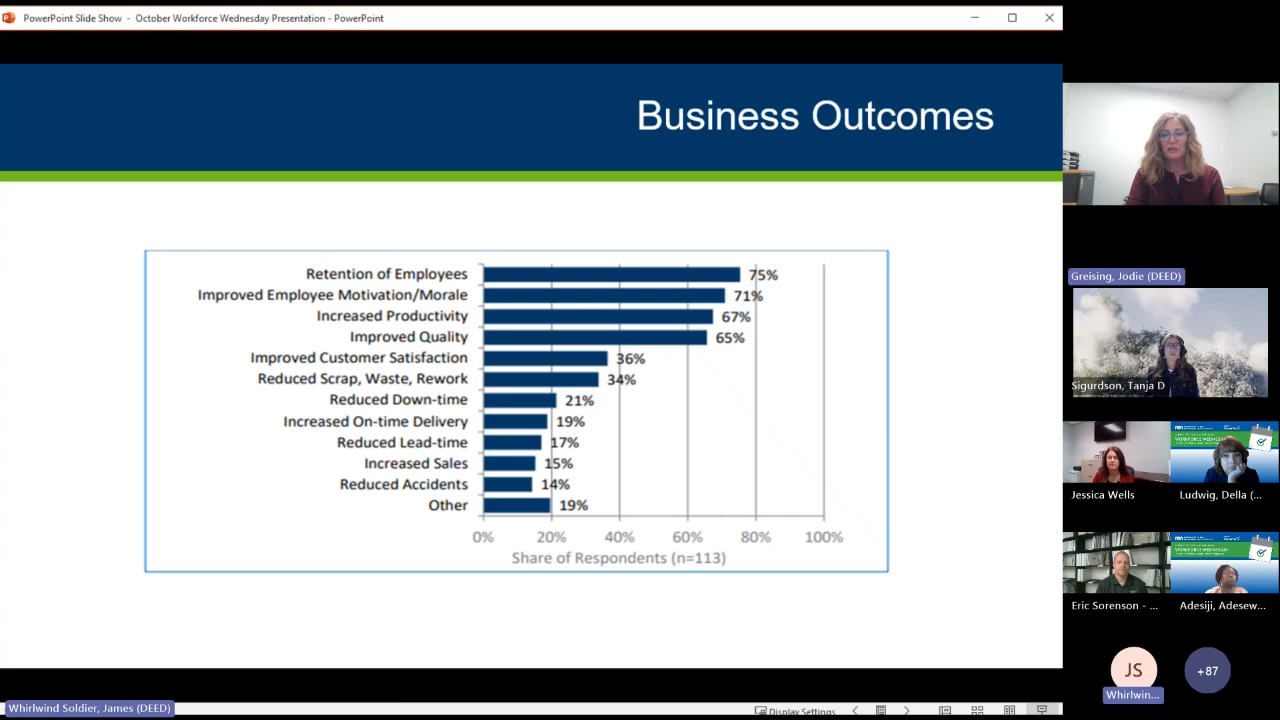 PowerPoint Slide Show - October Workforce Wednesday Presentation - PowerPoint
Business Outcomes
Retention of Employees 75%
Improved Employee Motivation/Morale 71%
Increased Productivity 67%
Improved Quality 65%
Improved Customer Satisfaction 36%
Reduced Scrap, Waste, Rework 34%
Reduced Down-time 21%
Increased On-time Delivery 19%
Reduced Lead-time 17%
Increased Sales 15%
Reduced Accidents 14%
Other 19%
0% 20% 40% 60% 80% 100%
Share of Respondents (n=113)
Greising, Jodie (DEED)
Sigurdson, Tanja D
Jessica Wells
WORKFORCE WEDNESDAY
Ludwig, Della (...
Eric Sorenson - ...
WORKFORCE WEDNESDAY
Adesiji, Adesew...
JS
+87
Whirlwin...
Whirlwind Soldier, James (DEED)
Display Settings